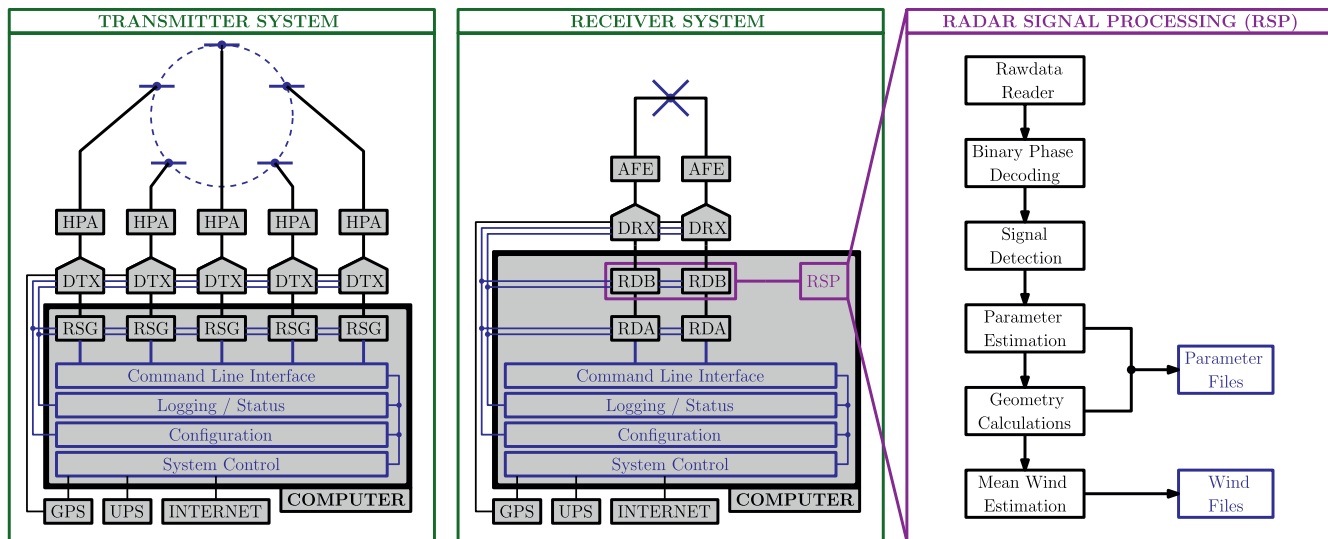 TRANSMITTER SYSTEM
HPA HPA HPA HPA HPA
DTX DTX DTX DTX DTX
RSG RSG RSG RSG RSG
Command Line Interface
Logging / Status
Configuration
System Control
COMPUTER
GPS UPS INTERNET
RECEIVER SYSTEM
AFE AFE
DRX DRX
RDB RDB RSP
RDA RDA
Command Line Interface
Logging / Status
Configuration
System Control
COMPUTER
GPS UPS INTERNET
RADAR SIGNAL PROCESSING (RSP)
Rawdata
Reader
Binary Phase
Decoding
Signal
Detection
Parameter
Estimation
Parameter
Files
Geometry
Calculations
Mean Wind
Estimation
Wind
Files